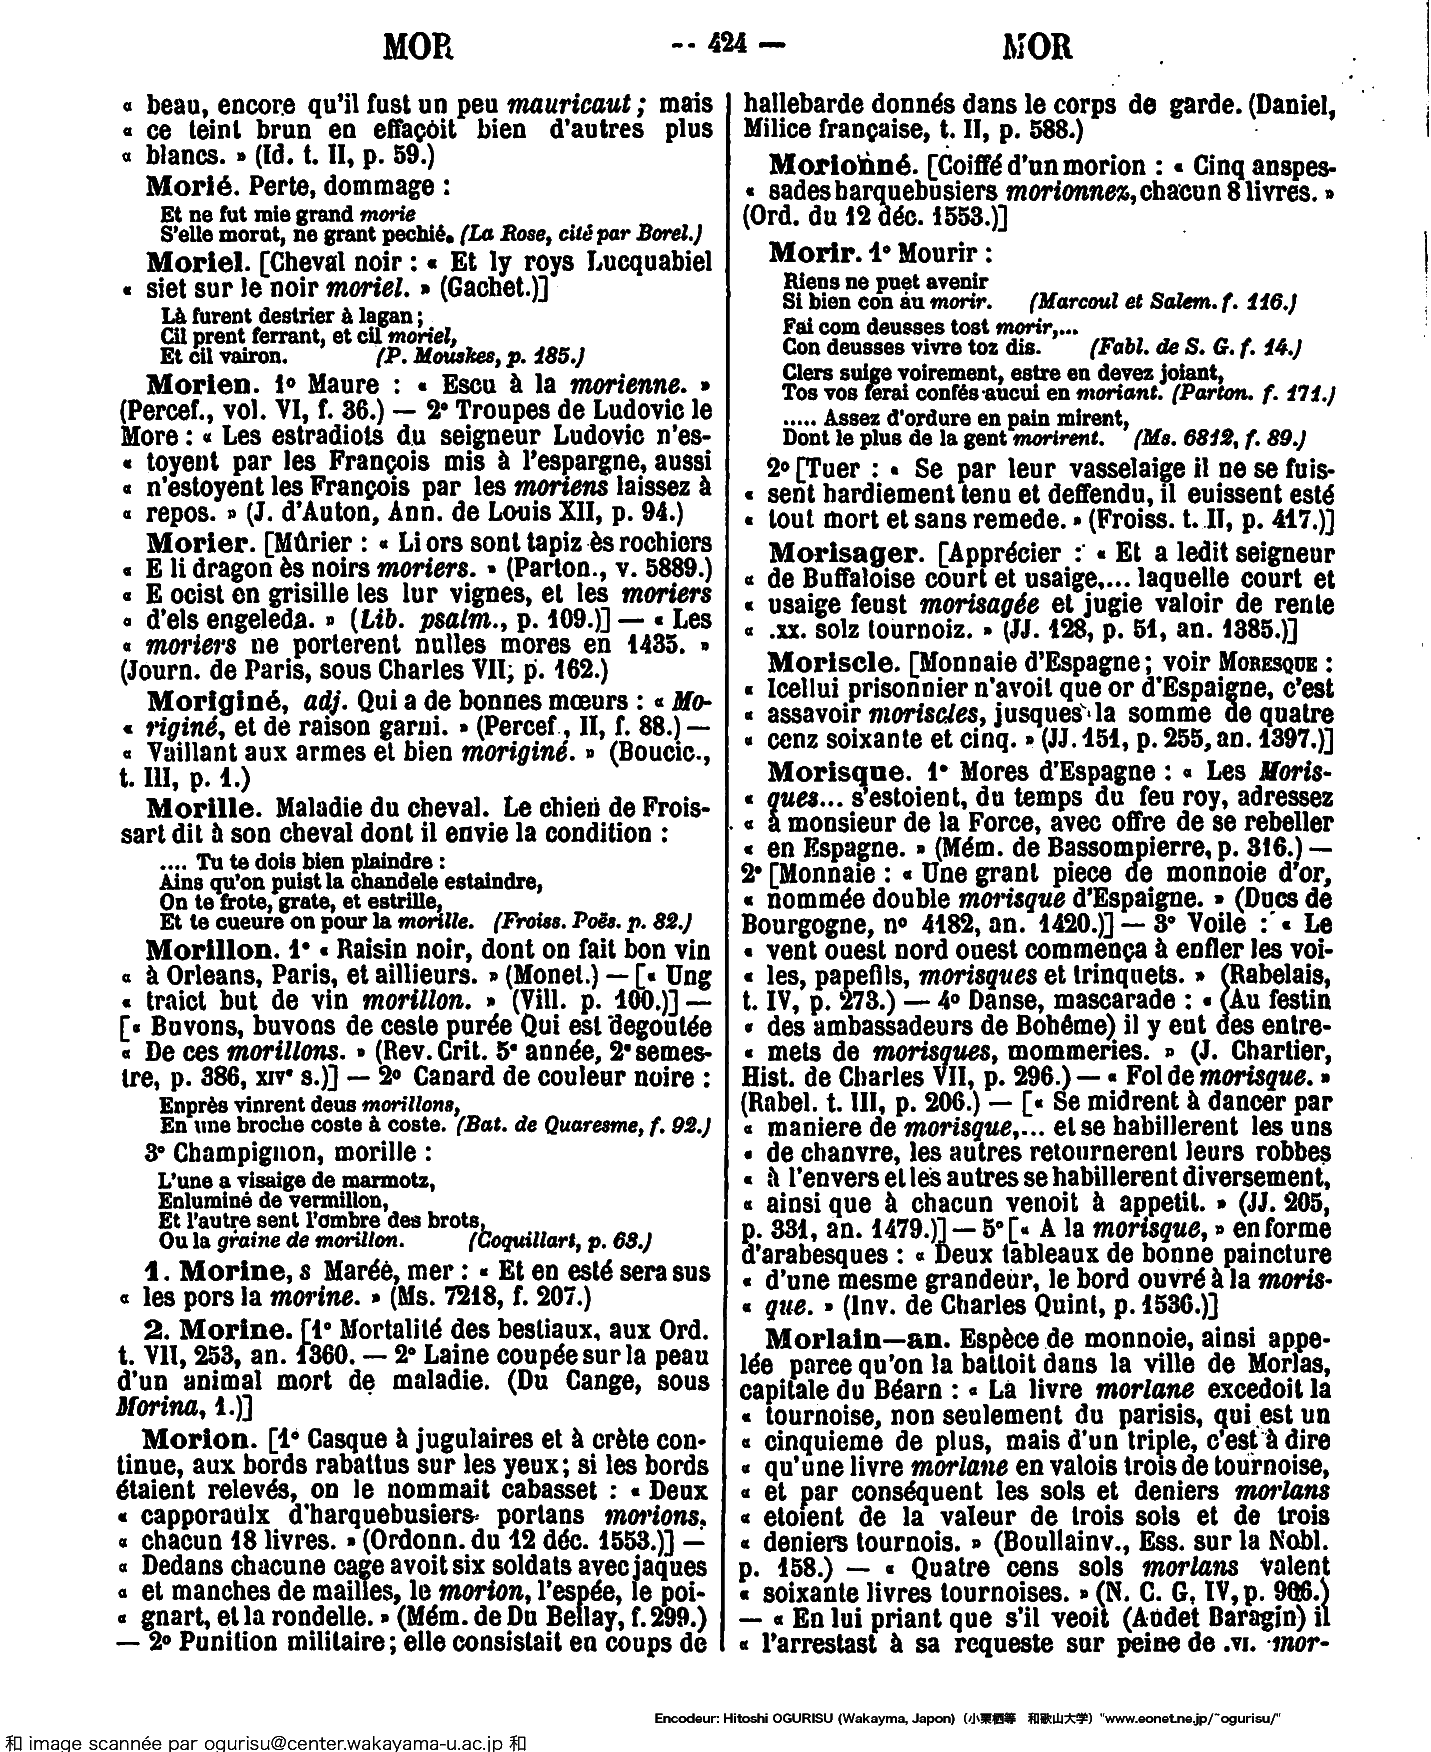 MOR -- 424 — MOR
« beau, encore qu'il fust un peu mauricaut ; mais
« ce teint brun en effaçoit bien d'autres plus
« blancs. » (Id. t. II, p. 59.)
Morié. Perte, dommage :
Et ne fut mie grand morie
S'elle morut, ne grant pechié. (La Rose, cité par Borel.)
Moriel. [Cheval noir : « Et ly roys Lucquabiel
« siet sur le noir moriel. » (Gachet.)]
Là furent destrier à lagan ;
Cil prent ferrant, et cil moriel,
Et cil vairon. (P. Mouskes, p. 185.)
Morien. 1º Maure : « Escu à la morienne. »
(Percef., vol. VI, f. 36.) — 2º Troupes de Ludovic le
More : « Les estradiots du seigneur Ludovic n'es-
« toyent par les François mis à l'espargne, aussi
« n'estoyent les François par les moriens laissez à
« repos. » (J. d'Auton, Ann. de Louis XII, p. 94.)
Morier. [Mûrier : « Li ors sont tapiz ès rochiors
« E li dragon ès noirs moriers. » (Parton., v. 5889.)
« E ocist en grisille les lur vignes, et les moriers
« d'els engeleda. » (Lib. psalm., p. 109.)] — « Les
« moriers ne porterent nulles mores en 1435. »
(Journ. de Paris, sous Charles VII, p. 162.)
Moriginé, adj. Qui a de bonnes mœurs : « Mo-
« riginé, et de raison garni. » (Percef., II, f. 88.) —
« Vaillant aux armes et bien moriginé. » (Boucic.,
t. III, p. 1.)
Morille. Maladie du cheval. Le chien de Frois-
sart dit à son cheval dont il envie la condition :
.... Tu te dois bien plaindre :
Ains qu'on puist la chandele estaindre,
On te frote, grate, et estrille,
Et te cueure on pour la morille. (Froiss. Poës. p. 82.)
Morillon. 1º « Raisin noir, dont on fait bon vin
« à Orleans, Paris, et aillieurs. » (Monet.) — [« Ung
« traict but de vin morillon. » (Vill. p. 100.)] —
[« Buvons, buvons de ceste purée Qui est degoutée
« De ces morillons. » (Rev. Crit. 5º année, 2º semes-
tre, p. 386, XIVº s.)] — 2º Canard de couleur noire :
Enprès vinrent deus morillons,
En une broche coste à coste. (Bat. de Quaresme, f. 92.)
3º Champignon, morille :
L'une a visaige de marmotz,
Enluminé de vermillon,
Et l'autre sent l'ombre des brots,
Ou la graine de morillon. (Coquillart, p. 63.)
1. Morine, s Marée, mer : « Et en esté sera sus
« les pors la morine. » (Ms. 7218, f. 207.)
2. Morine. [1º Mortalité des bestiaux, aux Ord.
t. VII, 253, an. 1360. — 2º Laine coupée sur la peau
d'un animal mort de maladie. (Du Cange, sous
Morina, 1.)]
Morion. [1º Casque à jugulaires et à crète con-
tinue, aux bords rabattus sur les yeux ; si les bords
étaient relevés, on le nommait cabasset : « Deux
« capporaulx d'harquebusiers portans morions,
« chacun 18 livres. » (Ordonn. du 12 déc. 1553.)] —
« Dedans chacune cage avoit six soldats avec jaques
« et manches de mailles, le morion, l'espée, le poi-
« gnart, et la rondelle. » (Mém. de Du Bellay, f. 299.)
— 2º Punition militaire ; elle consistait en coups de
hallebarde donnés dans le corps de garde. (Daniel,
Milice française, t. II, p. 588.)
Morionné. [Coiffé d'un morion : « Cinq anspes-
« sades harquebusiers morionnez, chacun 8 livres. »
(Ord. du 12 déc. 1553.)]
Morir. 1º Mourir :
Riens ne puet avenir
Si bien con au morir. (Marcoul et Salem. f. 116.)
Fai com deusses tost morir,...
Con deusses vivre toz dis. (Fabl. de S. G. f. 14.)
Clers suige voirement, estre en devez joiant,
Tos vos ferai confés aucui en moriant. (Parton. f. 171.)
..... Assez d'ordure en pain mirent,
Dont le plus de la gent morirent. (Ms. 6812, f. 89.)
2º [Tuer : « Se par leur vasselaige il ne se fuis-
« sent hardiement tenu et deffendu, il euissent esté
« tout mort et sans remede. » (Froiss. t. II, p. 417.)]
Morisager. [Apprécier : « Et a ledit seigneur
« de Buffaloise court et usaige,... laquelle court et
« usaige feust morisagée et jugie valoir de rente
« .xx. solz tournoiz. » (JJ. 128, p. 51, an. 1385.)]
Moriscle. [Monnaie d'Espagne ; voir MORESQUE :
« Icellui prisonnier n'avoit que or d'Espaigne, c'est
« assavoir moriscles, jusques la somme de quatre
« cenz soixante et cinq. » (JJ. 151, p. 255, an. 1397.)]
Morisque. 1º Mores d'Espagne : « Les Moris-
« ques... s'estoient, du temps du feu roy, adressez
« à monsieur de la Force, avec offre de se rebeller
« en Espagne. » (Mém. de Bassompierre, p. 316.) —
2º [Monnaie : « Une grant piece de monnoie d'or,
« nommée double morisque d'Espaigne. » (Ducs de
Bourgogne, nº 4182, an. 1420.)] — 3º Voile : « Le
« vent ouest nord ouest commença à enfler les voi-
« les, papefils, morisques et trinquets. » (Rabelais,
t. IV, p. 273.) — 4º Danse, mascarade : « (Au festin
« des ambassadeurs de Bohême) il y eut des entre-
« mets de morisques, mommeries. » (J. Chartier,
Hist. de Charles VII, p. 296.) — « Fol de morisque. »
(Rabel. t. III, p. 206.) — [« Se midrent à dancer par
« maniere de morisque,... et se habillerent les uns
« de chanvre, les autres retournerent leurs robbes
« à l'envers et les autres se habillerent diversement,
« ainsi que à chacun venoit à appetit. » (JJ. 205,
p. 331, an. 1479.)] — 5º [« A la morisque, » en forme
d'arabesques : « Deux tableaux de bonne paincture
« d'une mesme grandeur, le bord ouvré à la moris-
« que. » (Inv. de Charles Quint, p. 1536.)]
Morlain—an. Espèce de monnoie, ainsi appe-
lée parce qu'on la battoit dans la ville de Morlas,
capitale du Béarn : « La livre morlane excedoit la
« tournoise, non seulement du parisis, qui est un
« cinquieme de plus, mais d'un triple, c'est à dire
« qu'une livre morlane en valois trois de tournoise,
« et par conséquent les sols et deniers morlans
« etoient de la valeur de trois sols et de trois
« deniers tournois. » (Boullainv., Ess. sur la Nobl.
p. 158.) — « Quatre cens sols morlans valent
« soixante livres tournoises. » (N. C. G, IV, p. 906.)
— « En lui priant que s'il veoit (Audet Baragin) il
« l'arrestast à sa requeste sur peine de .VI. mor-
Encodeur: Hitoshi OGURISU (Wakayma, Japon) (小栗栖等 和歌山大学) "www.eonet.ne.jp/~ogurisu/"
和 image scannée par ogurisu@center.wakayama-u.ac.jp 和